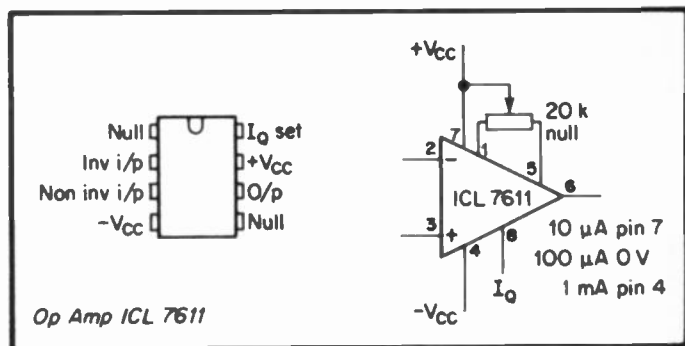 Null
Inv i/p
Non inv i/p
−VCC
IQ set
+VCC
O/p
Null
Op Amp ICL 7611
+VCC
20 k
null
7
1
2
−
5
ICL 7611
6
3
+
4
8
10 µA pin 7
100 µA 0 V
1 mA pin 4
IQ
−VCC